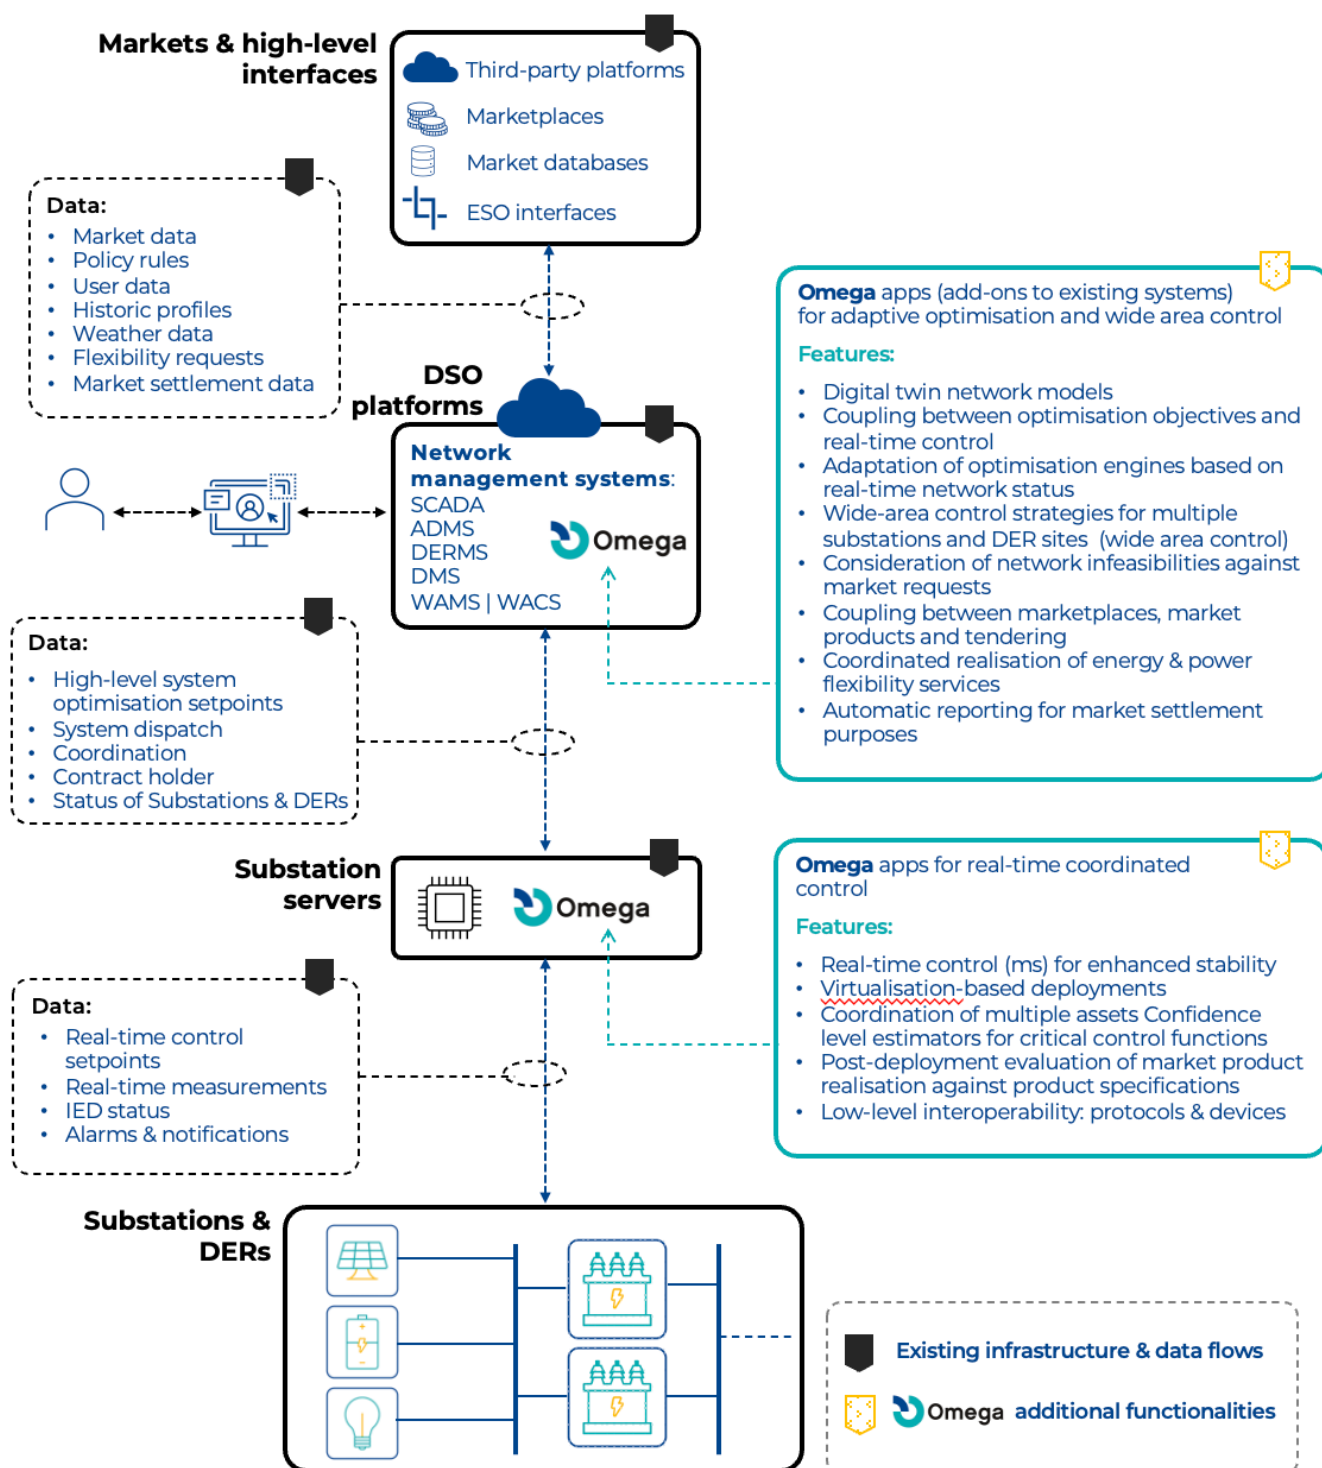 Markets & high-level
interfaces
Third-party platforms
Marketplaces
Market databases
ESO interfaces
Data:
• Market data
• Policy rules
• User data
• Historic profiles
• Weather data
• Flexibility requests
• Market settlement data
DSO
platforms
Network
management systems:
SCADA
ADMS
DERMS
DMS
WAMS | WACS
Omega
Omega apps (add-ons to existing systems)
for adaptive optimisation and wide area control
Features:
• Digital twin network models
• Coupling between optimisation objectives and
real-time control
• Adaptation of optimisation engines based on
real-time network status
• Wide-area control strategies for multiple
substations and DER sites (wide area control)
• Consideration of network infeasibilities against
market requests
• Coupling between marketplaces, market
products and tendering
• Coordinated realisation of energy & power
flexibility services
• Automatic reporting for market settlement
purposes
Data:
• High-level system
optimisation setpoints
• System dispatch
• Coordination
• Contract holder
• Status of Substations & DERs
Substation
servers
Omega
Omega apps for real-time coordinated
control
Features:
• Real-time control (ms) for enhanced stability
• Virtualisation-based deployments
• Coordination of multiple assets Confidence
level estimators for critical control functions
• Post-deployment evaluation of market product
realisation against product specifications
• Low-level interoperability: protocols & devices
Data:
• Real-time control
setpoints
• Real-time measurements
• IED status
• Alarms & notifications
Substations &
DERs
Existing infrastructure & data flows
Omega additional functionalities